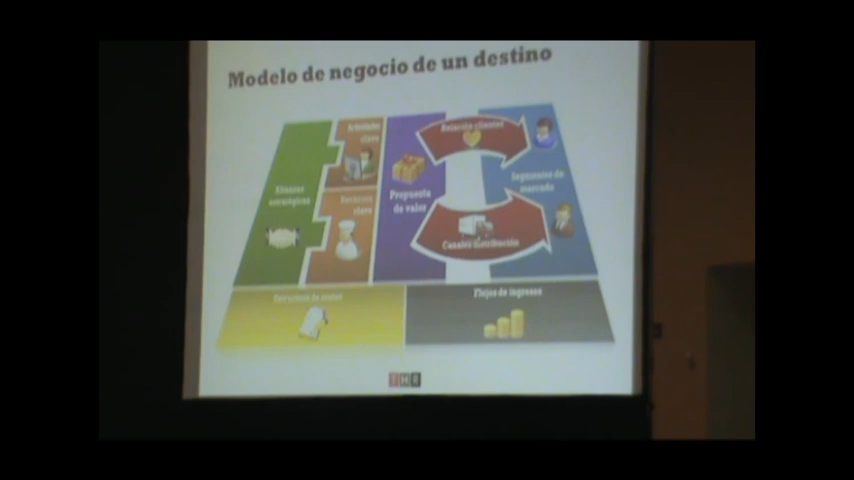 Modelo de negocio de un destino
Actividades
clave
Relación clientes
Alianzas
estratégicas
Recursos
clave
Propuesta
de valor
Segmentos de
mercado
Canales distribución
Estructura de costes
Flujos de ingresos
THR